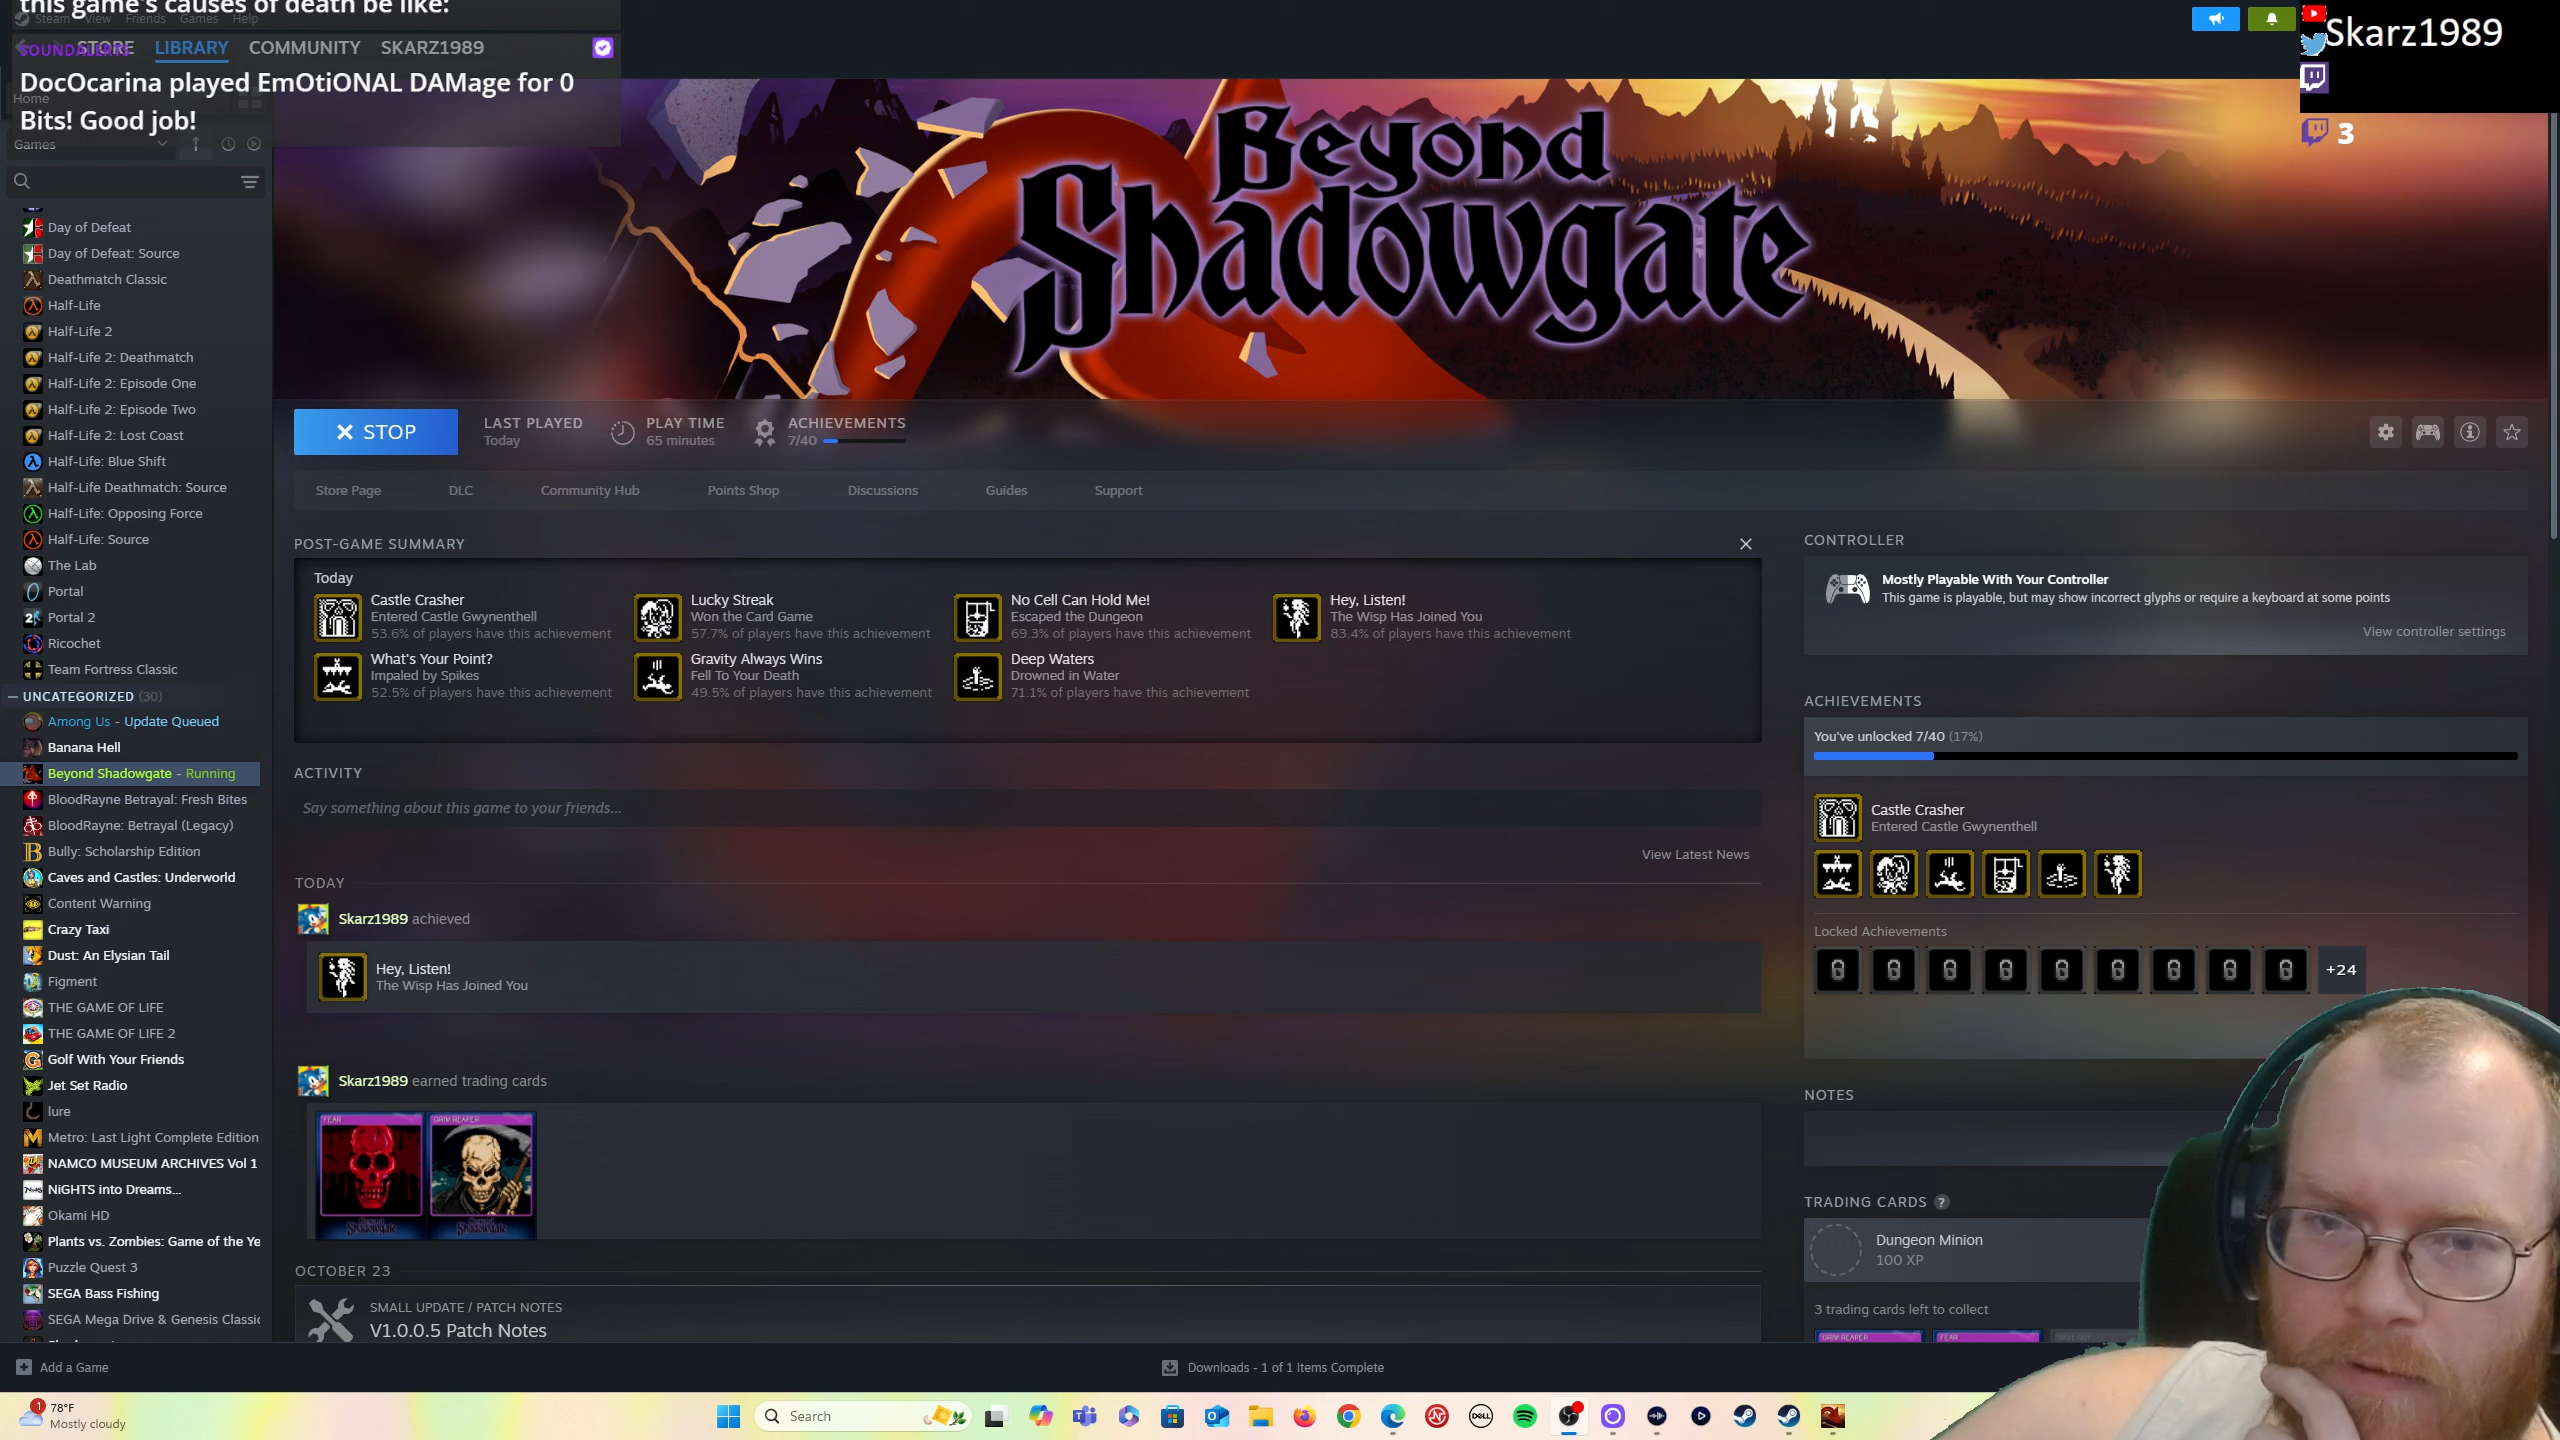 this game's causes of death be like:
Steam View Friends Games Help
SOUNDALERTS
STORE LIBRARY COMMUNITY SKARZ1989
DocOcarina played EmOtiONAL DAMage for 0
Bits! Good job!
Home
Games
Skarz1989
3
Beyond
Shadowgate
Day of Defeat
Day of Defeat: Source
Deathmatch Classic
Half-Life
Half-Life 2
Half-Life 2: Deathmatch
Half-Life 2: Episode One
Half-Life 2: Episode Two
Half-Life 2: Lost Coast
Half-Life: Blue Shift
Half-Life Deathmatch: Source
Half-Life: Opposing Force
Half-Life: Source
The Lab
Portal
Portal 2
Ricochet
Team Fortress Classic
UNCATEGORIZED (30)
Among Us - Update Queued
Banana Hell
Beyond Shadowgate - Running
BloodRayne Betrayal: Fresh Bites
BloodRayne: Betrayal (Legacy)
Bully: Scholarship Edition
Caves and Castles: Underworld
Content Warning
Crazy Taxi
Dust: An Elysian Tail
Figment
THE GAME OF LIFE
THE GAME OF LIFE 2
Golf With Your Friends
Jet Set Radio
lure
Metro: Last Light Complete Edition
NAMCO MUSEUM ARCHIVES Vol 1
NiGHTS into Dreams...
Okami HD
Plants vs. Zombies: Game of the Ye
Puzzle Quest 3
SEGA Bass Fishing
SEGA Mega Drive & Genesis Classic
STOP
LAST PLAYED
Today
PLAY TIME
65 minutes
ACHIEVEMENTS
7/40
Store Page DLC Community Hub Points Shop Discussions Guides Support
POST-GAME SUMMARY
Today
Castle Crasher
Entered Castle Gwynenthell
53.6% of players have this achievement
Lucky Streak
Won the Card Game
57.7% of players have this achievement
No Cell Can Hold Me!
Escaped the Dungeon
69.3% of players have this achievement
Hey, Listen!
The Wisp Has Joined You
83.4% of players have this achievement
What's Your Point?
Impaled by Spikes
52.5% of players have this achievement
Gravity Always Wins
Fell To Your Death
49.5% of players have this achievement
Deep Waters
Drowned in Water
71.1% of players have this achievement
ACTIVITY
Say something about this game to your friends...
View Latest News
TODAY
Skarz1989 achieved
Hey, Listen!
The Wisp Has Joined You
Skarz1989 earned trading cards
FEAR
GRIM REAPER
Beyond Shadowgate
Beyond Shadowgate
OCTOBER 23
SMALL UPDATE / PATCH NOTES
V1.0.0.5 Patch Notes
CONTROLLER
Mostly Playable With Your Controller
This game is playable, but may show incorrect glyphs or require a keyboard at some points
View controller settings
ACHIEVEMENTS
You've unlocked 7/40 (17%)
Castle Crasher
Entered Castle Gwynenthell
Locked Achievements
+24
NOTES
TRADING CARDS ?
Dungeon Minion
100 XP
3 trading cards left to collect
GRIM REAPER
FEAR
Add a Game
Downloads - 1 of 1 Items Complete
1
78°F
Mostly cloudy
Search
DELL